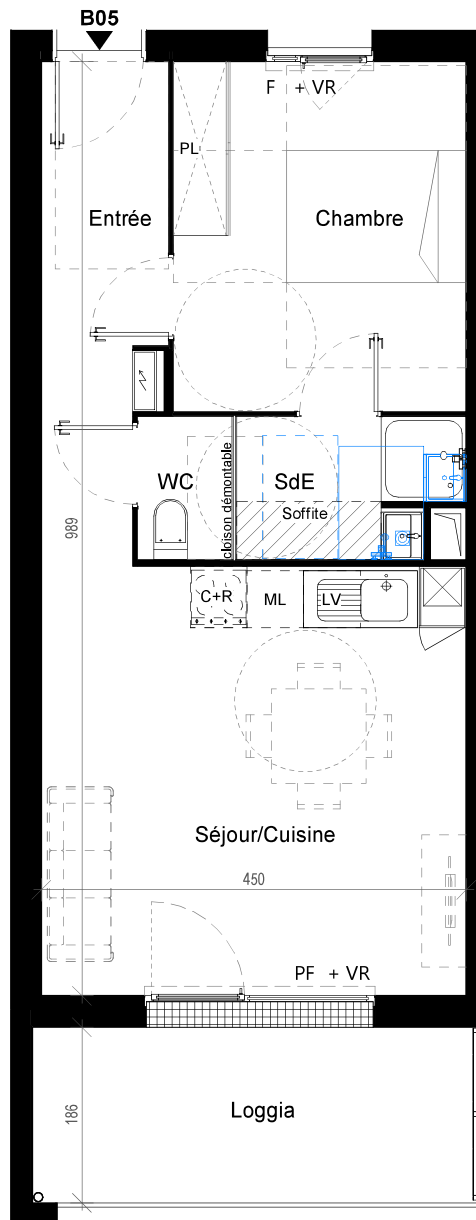 B05
F + VR
PL
Entrée
Chambre
WC
cloison démontable
SdE
Soffite
989
C+R
ML
LV
Séjour/Cuisine
450
PF + VR
186
Loggia